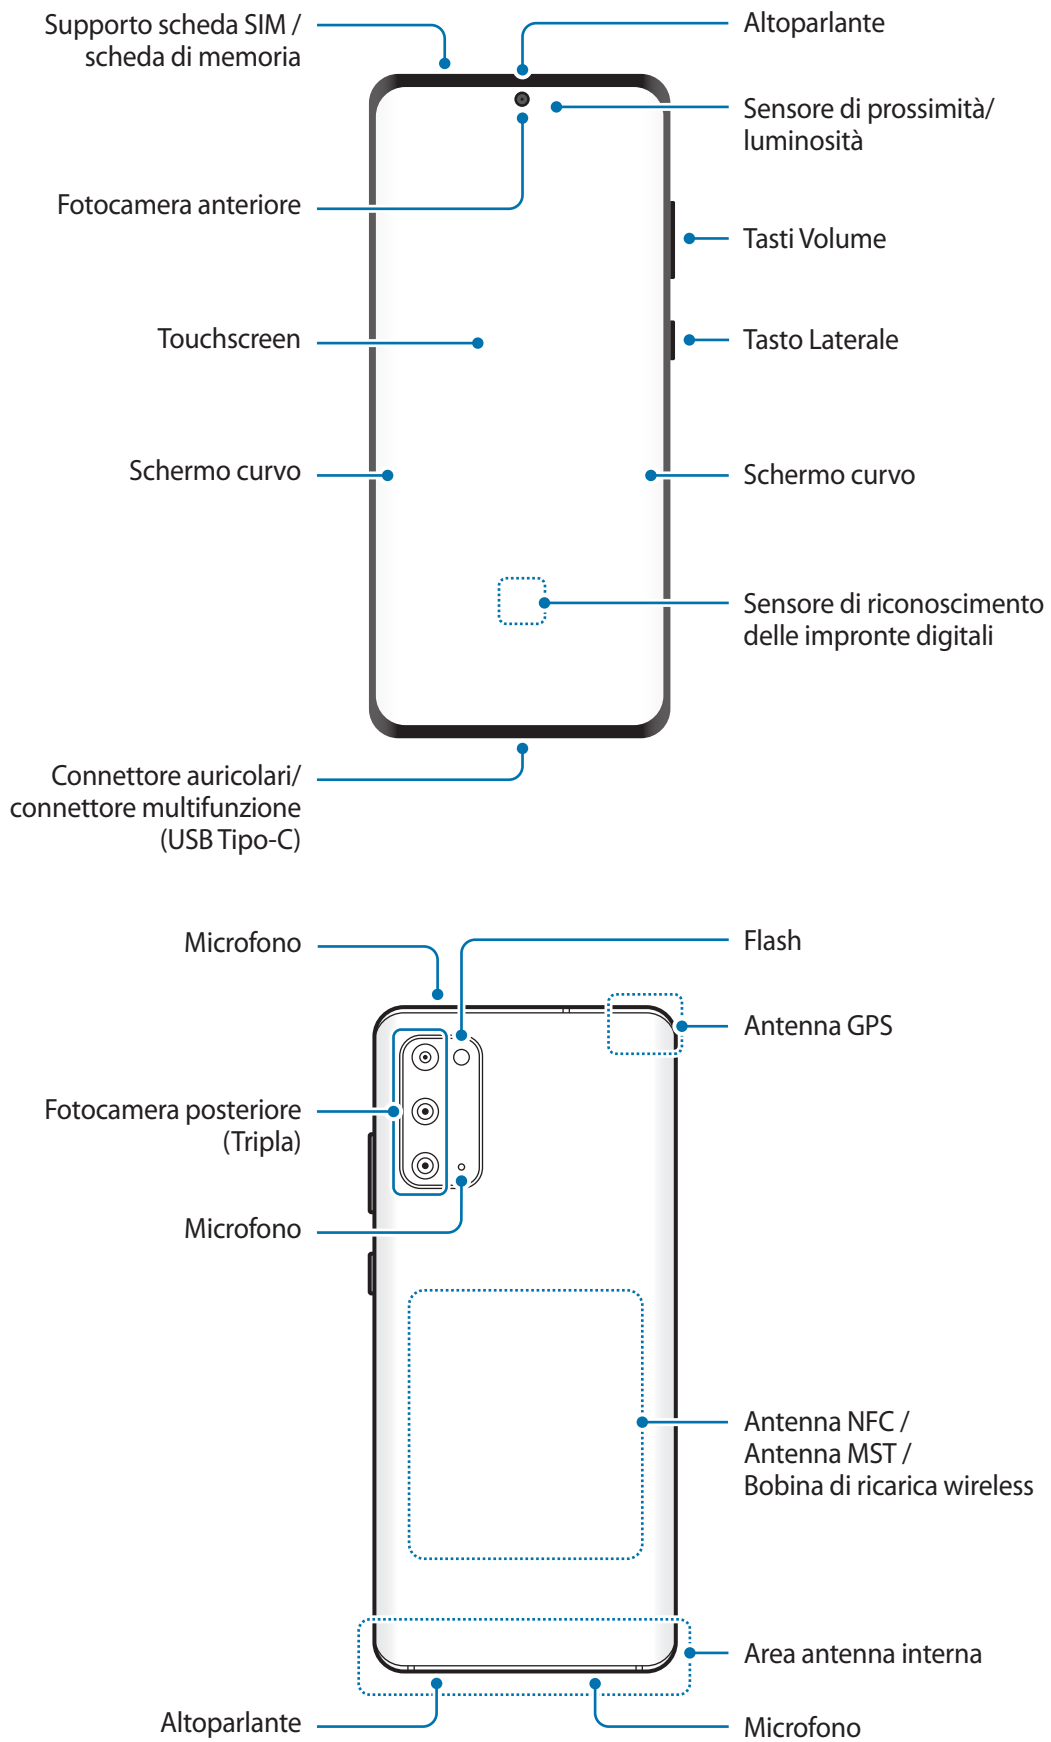 Supporto scheda SIM /
scheda di memoria
Altoparlante
Sensore di prossimità/
luminosità
Fotocamera anteriore
Tasti Volume
Touchscreen
Tasto Laterale
Schermo curvo
Schermo curvo
Sensore di riconoscimento
delle impronte digitali
Connettore auricolari/
connettore multifunzione
(USB Tipo-C)
Microfono
Flash
Antenna GPS
Fotocamera posteriore
(Tripla)
Microfono
Antenna NFC /
Antenna MST /
Bobina di ricarica wireless
Area antenna interna
Altoparlante
Microfono